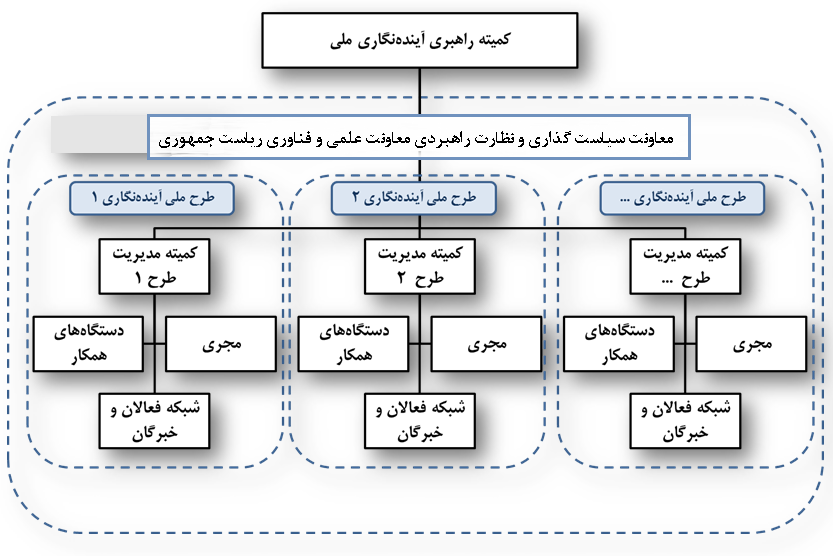 کمیته راهبری آینده‌نگاری ملی
معاونت سیاست گذاری و نظارت راهبردی معاونت علمی و فناوری ریاست جمهوری
طرح ملی آینده‌نگاری ...
طرح ملی آینده‌نگاری ۲
طرح ملی آینده‌نگاری ۱
کمیته مدیریت
طرح ...
کمیته مدیریت
طرح ۲
کمیته مدیریت
طرح ۱
مجری
دستگاه‌های
همکار
مجری
دستگاه‌های
همکار
مجری
دستگاه‌های
همکار
شبکه فعالان و
خبرگان
شبکه فعالان و
خبرگان
شبکه فعالان و
خبرگان